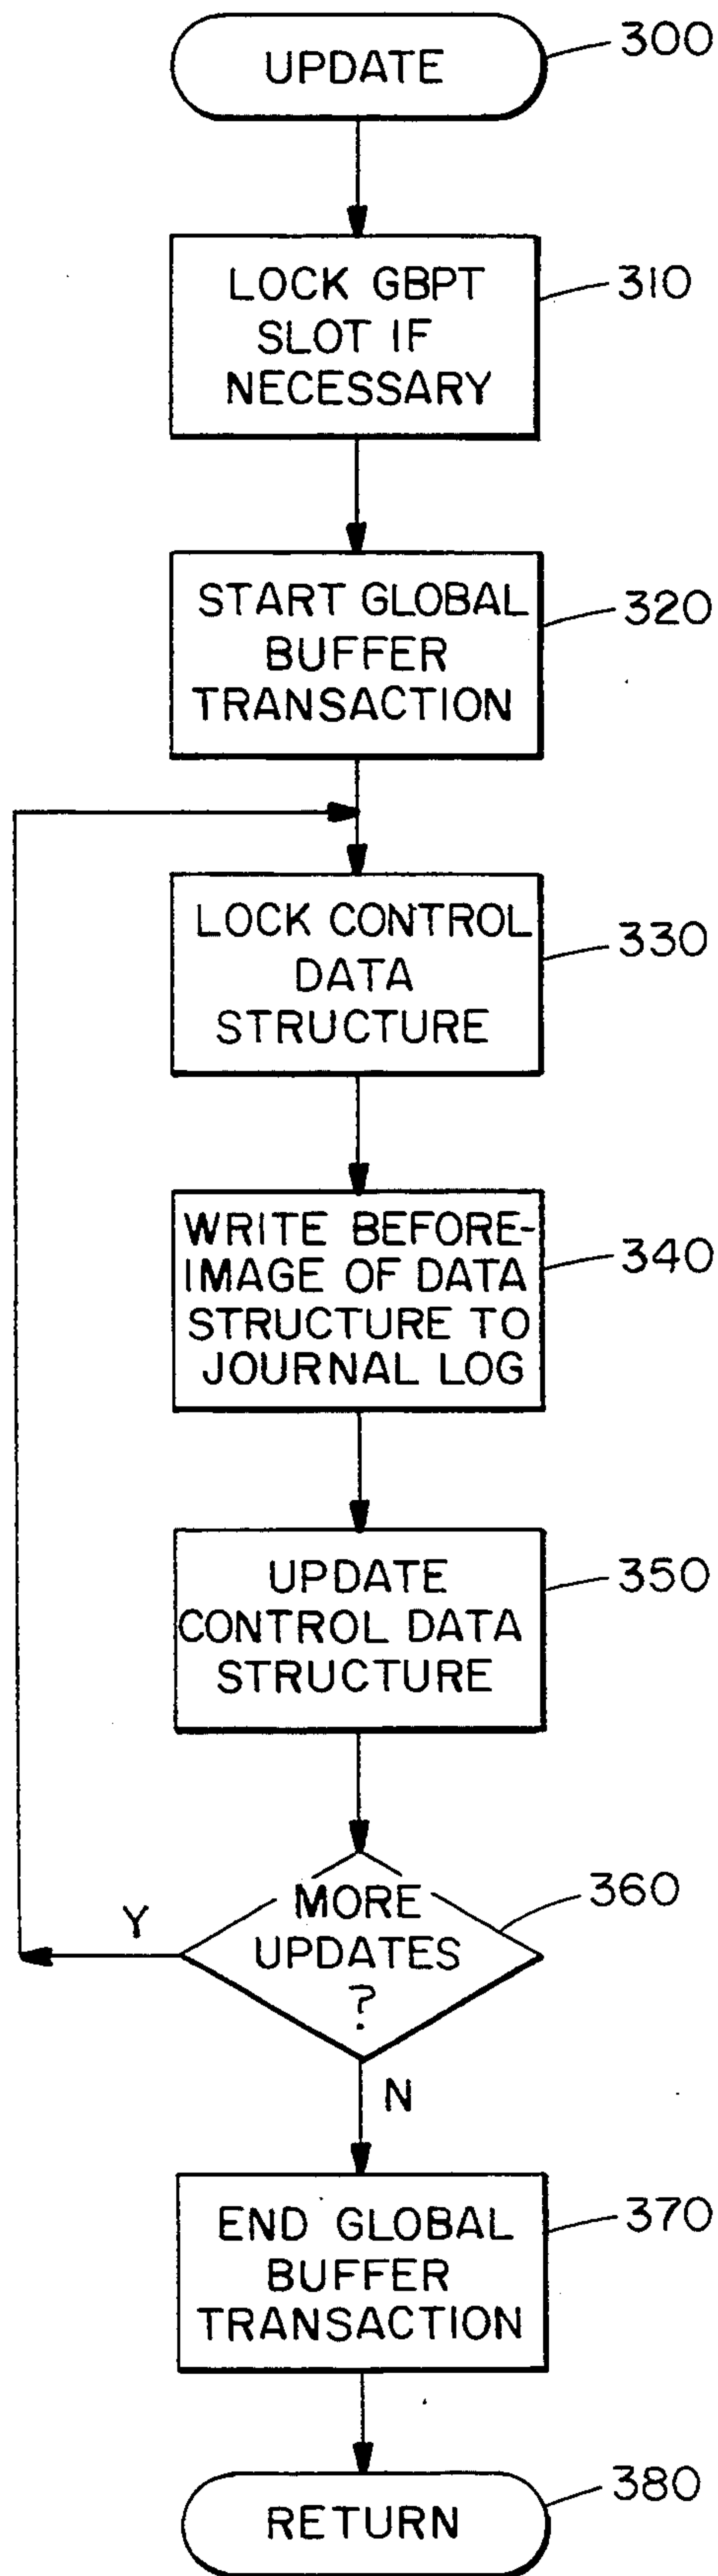 UPDATE
300
LOCK GBPT
SLOT IF
NECESSARY
310
START GLOBAL
BUFFER
TRANSACTION
320
LOCK CONTROL
DATA
STRUCTURE
330
WRITE BEFORE-
IMAGE OF DATA
STRUCTURE TO
JOURNAL LOG
340
UPDATE
CONTROL DATA
STRUCTURE
350
MORE
UPDATES
?
360
Y
N
END GLOBAL
BUFFER
TRANSACTION
370
RETURN
380